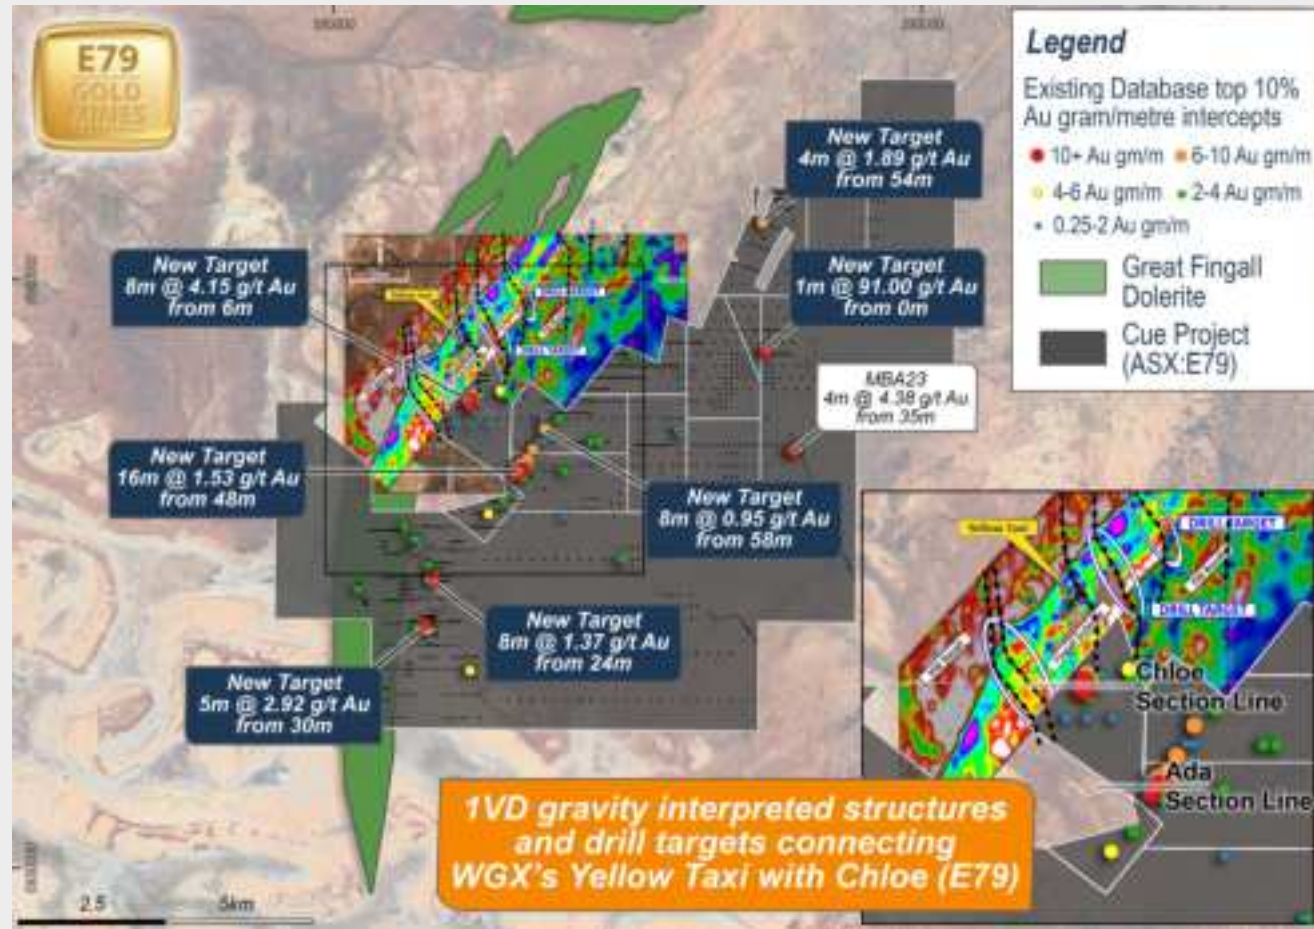 E79
GOLD
MINES
New Target
4m @ 1.89 g/t Au
from 54m
New Target
8m @ 4.15 g/t Au
from 6m
New Target
1m @ 91.00 g/t Au
from 0m
MBA23
4m @ 4.38 g/t Au
from 35m
New Target
16m @ 1.53 g/t Au
from 48m
New Target
8m @ 0.95 g/t Au
from 58m
New Target
8m @ 1.37 g/t Au
from 24m
New Target
5m @ 2.92 g/t Au
from 30m
DRILL TARGET
DRILL TARGET
Legend
Existing Database top 10%
Au gram/metre intercepts
10+ Au gm/m 6-10 Au gm/m
4-6 Au gm/m 2-4 Au gm/m
0.25-2 Au gm/m
Great Fingall
Dolerite
Cue Project
(ASX:E79)
Yellow Taxi
DRILL TARGET
DRILL TARGET
Chloe
Section Line
Ada
Section Line
1VD gravity interpreted structures
and drill targets connecting
WGX's Yellow Taxi with Chloe (E79)
2.5 5km